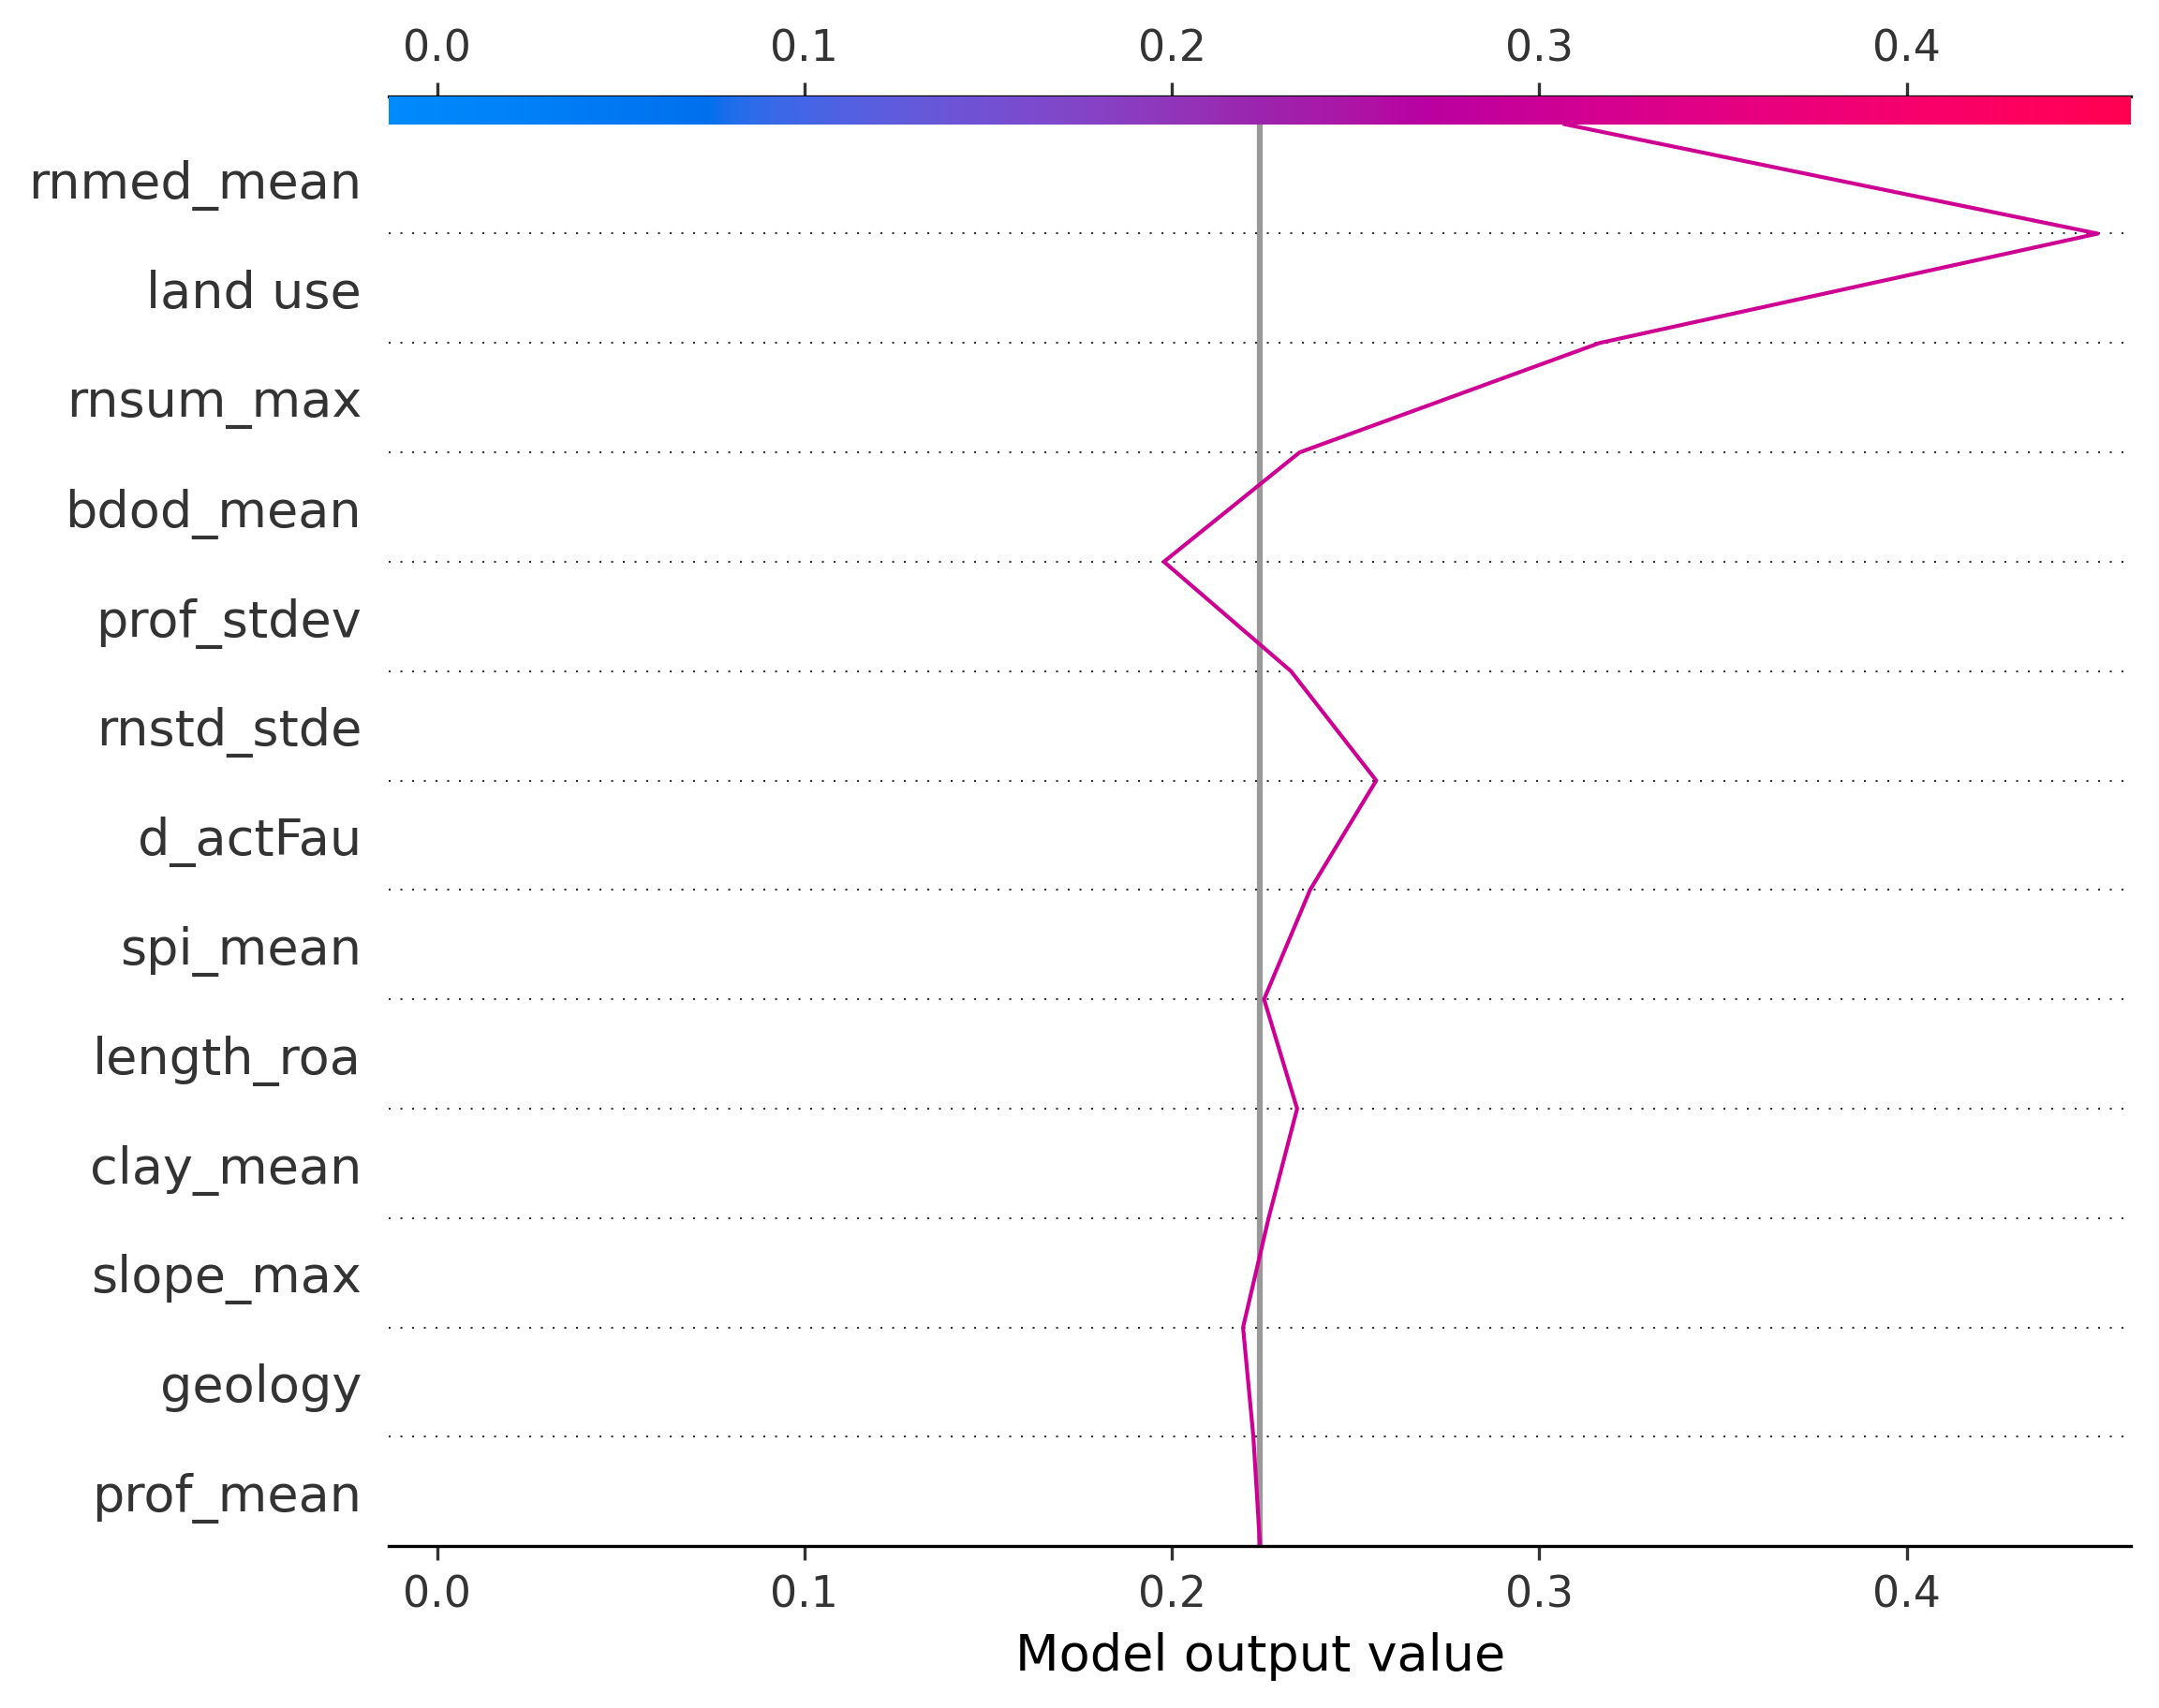 0.0 0.1 0.2 0.3 0.4
rnmed_mean
land use
rnsum_max
bdod_mean
prof_stdev
rnstd_stde
d_actFau
spi_mean
length_roa
clay_mean
slope_max
geology
prof_mean
0.0 0.1 0.2 0.3 0.4
Model output value